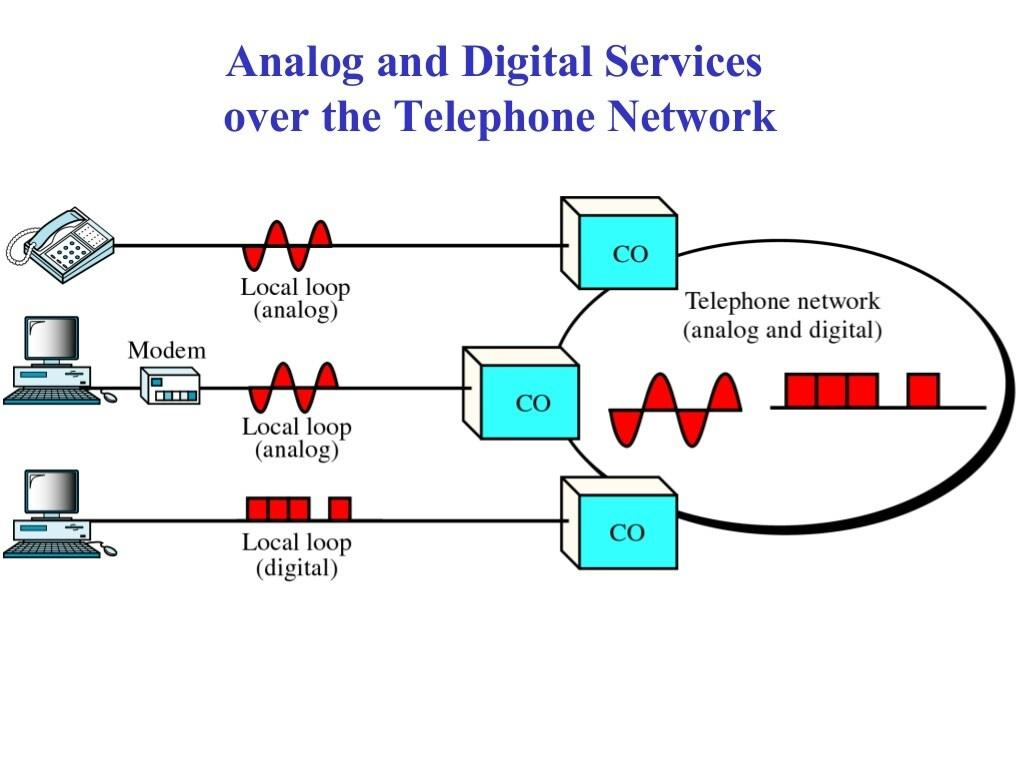 Analog and Digital Services
over the Telephone Network
CO
Local loop
(analog)
Telephone network
(analog and digital)
Modem
CO
Local loop
(analog)
CO
Local loop
(digital)